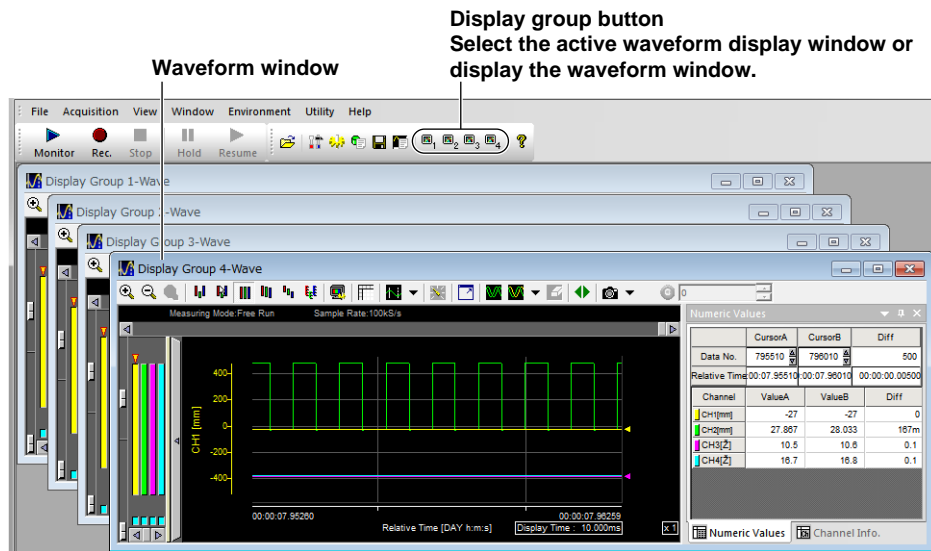 Display group button
Select the active waveform display window or
display the waveform window.
Waveform window
File Acquisition View Window Environment Utility Help
Monitor Rec. Stop Hold Resume
1 2 3 4
Display Group 1-Wave
Display Group 2-Wave
Display Group 3-Wave
Display Group 4-Wave
0
Measuring Mode:Free Run Sample Rate:100kS/s
Numeric Values
CursorA CursorB Diff
Data No. 795510 796010 500
Relative Time 00:07.95510 00:07.96010 00:00:00.00500
Channel ValueA ValueB Diff
CH1[mm] -27 -27 0
CH2[mm] 27.867 28.033 167m
CH3[Ž] 10.5 10.6 0.1
CH4[Ž] 16.7 16.8 0.1
CH1 [mm]
400
200
0
-200
-400
00:00:07.95260 00:00:07.96259
Relative Time [DAY h:m:s] Display Time : 10.000ms x 1
Numeric Values Channel Info.